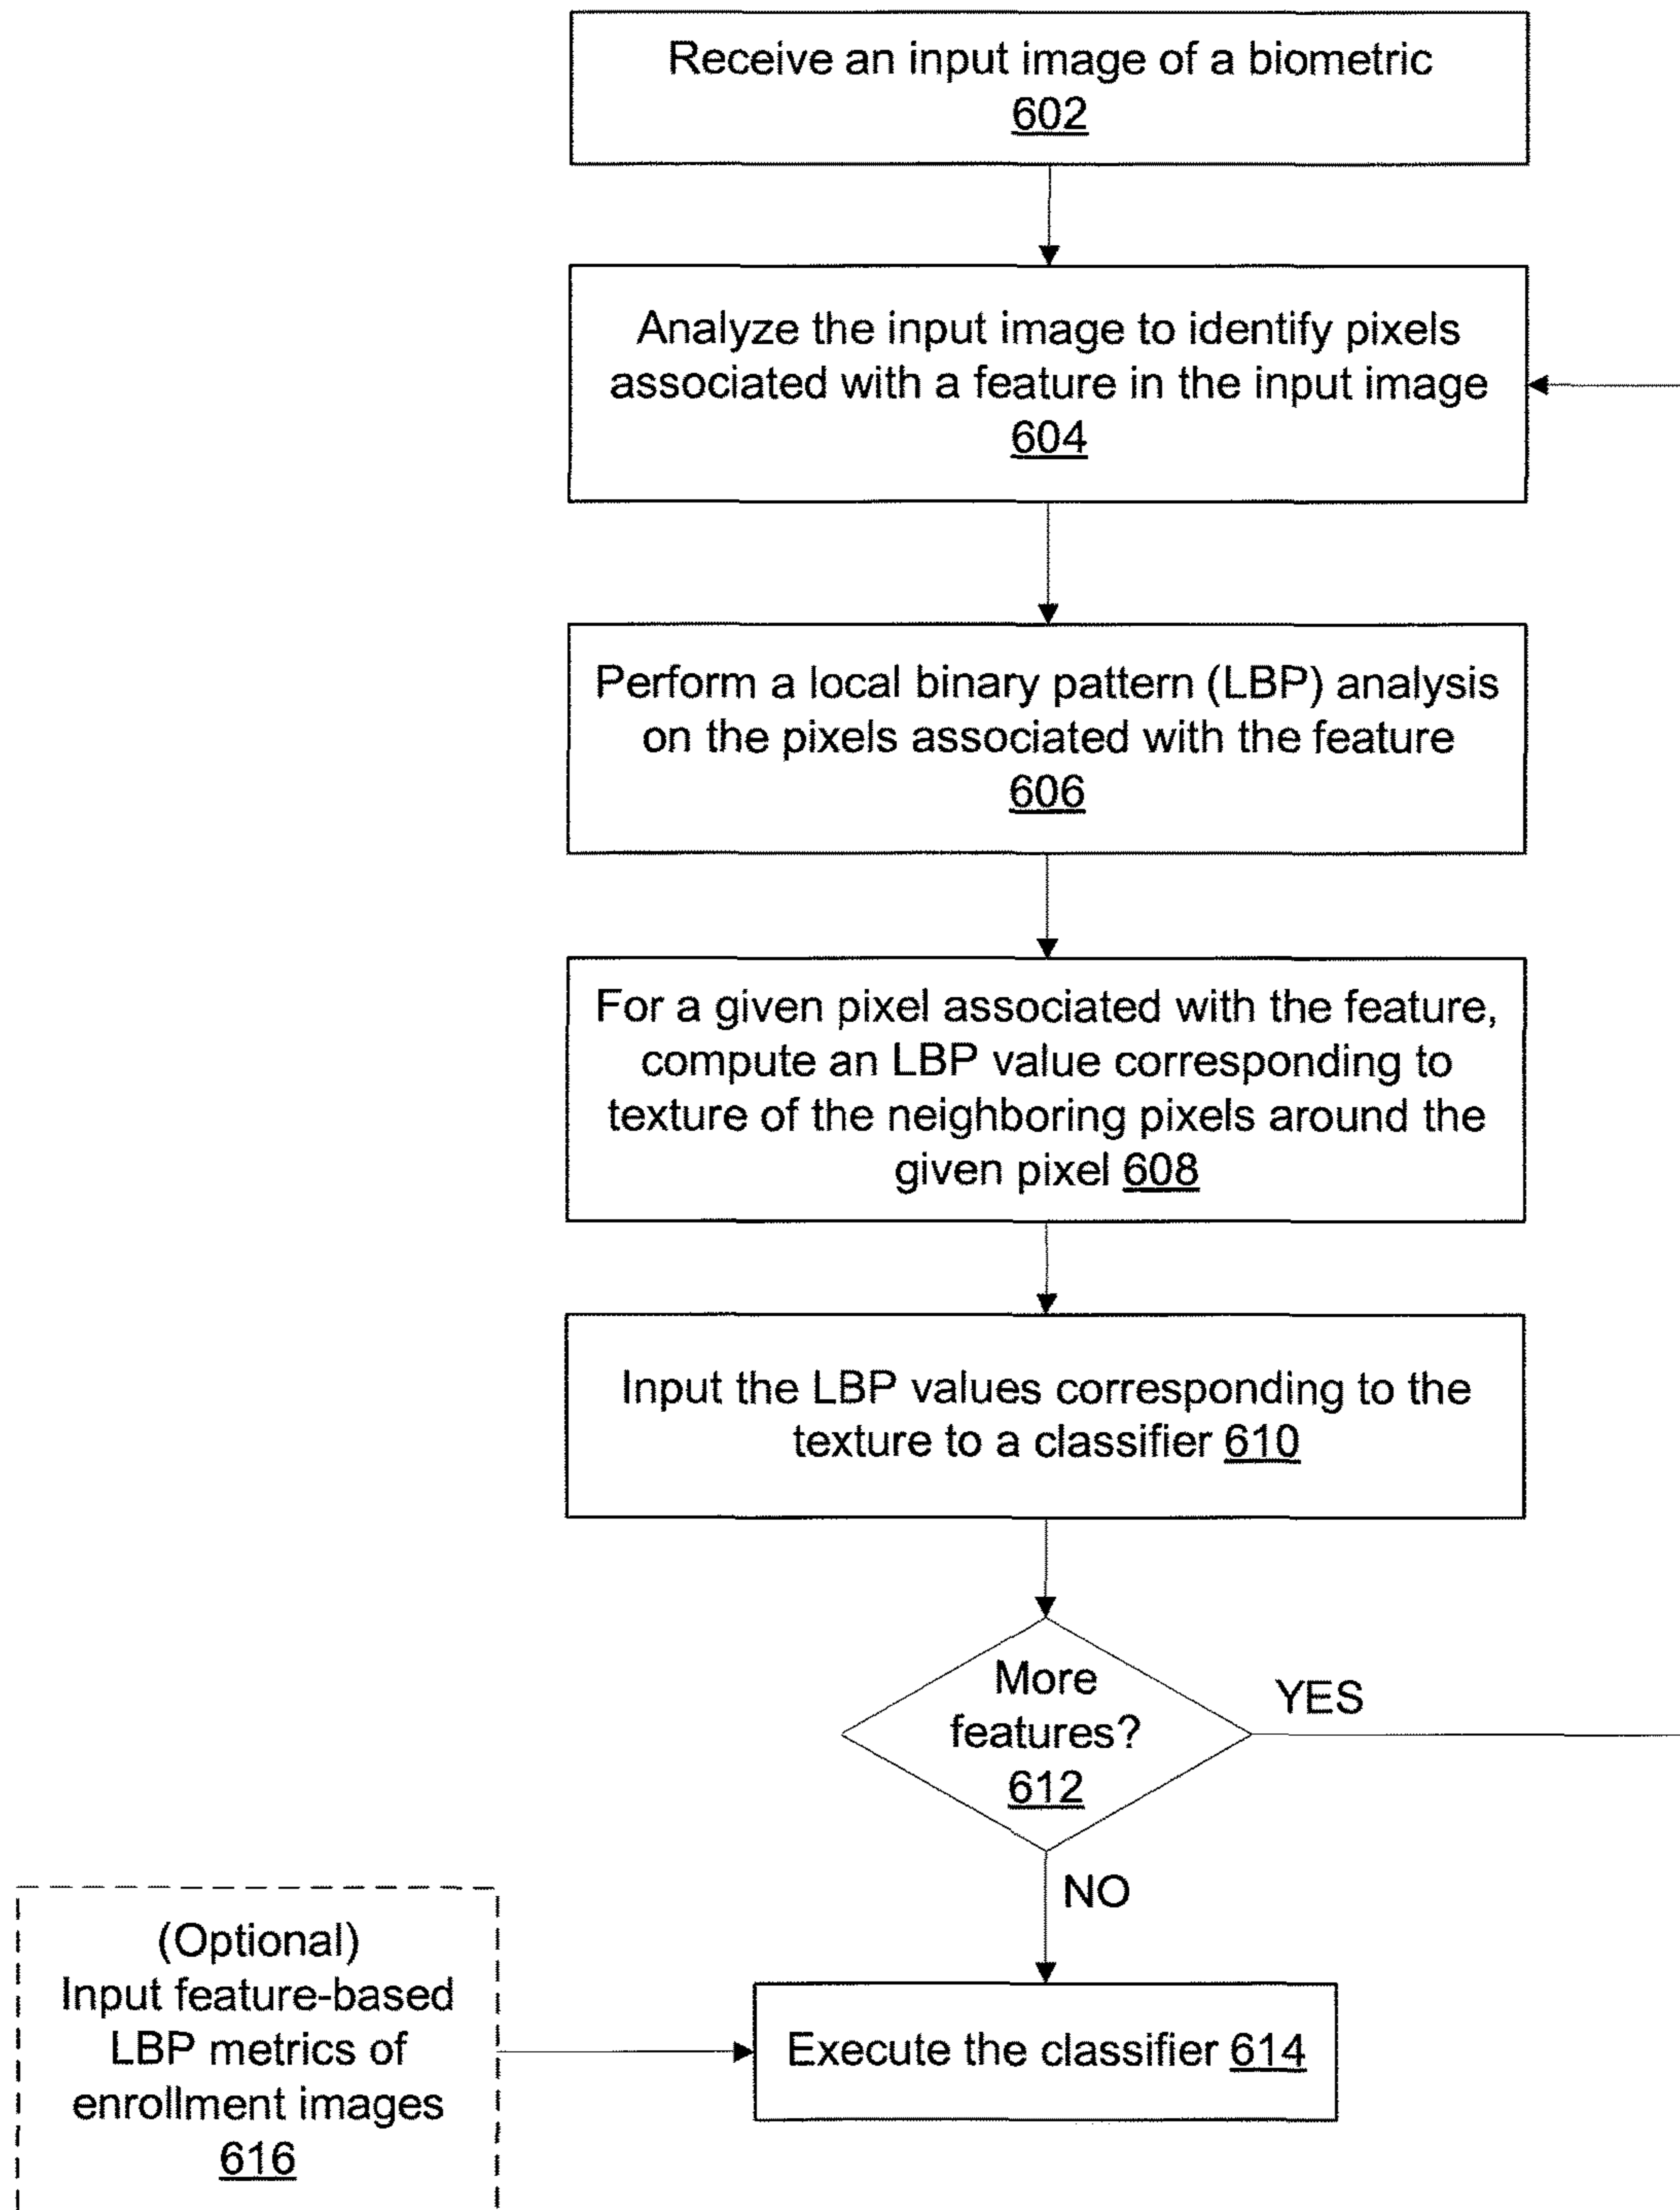 Receive an input image of a biometric
602
Analyze the input image to identify pixels
associated with a feature in the input image
604
Perform a local binary pattern (LBP) analysis
on the pixels associated with the feature
606
For a given pixel associated with the feature,
compute an LBP value corresponding to
texture of the neighboring pixels around the
given pixel 608
Input the LBP values corresponding to the
texture to a classifier 610
More
features?
612
YES
NO
(Optional)
Input feature-based
LBP metrics of
enrollment images
616
Execute the classifier 614